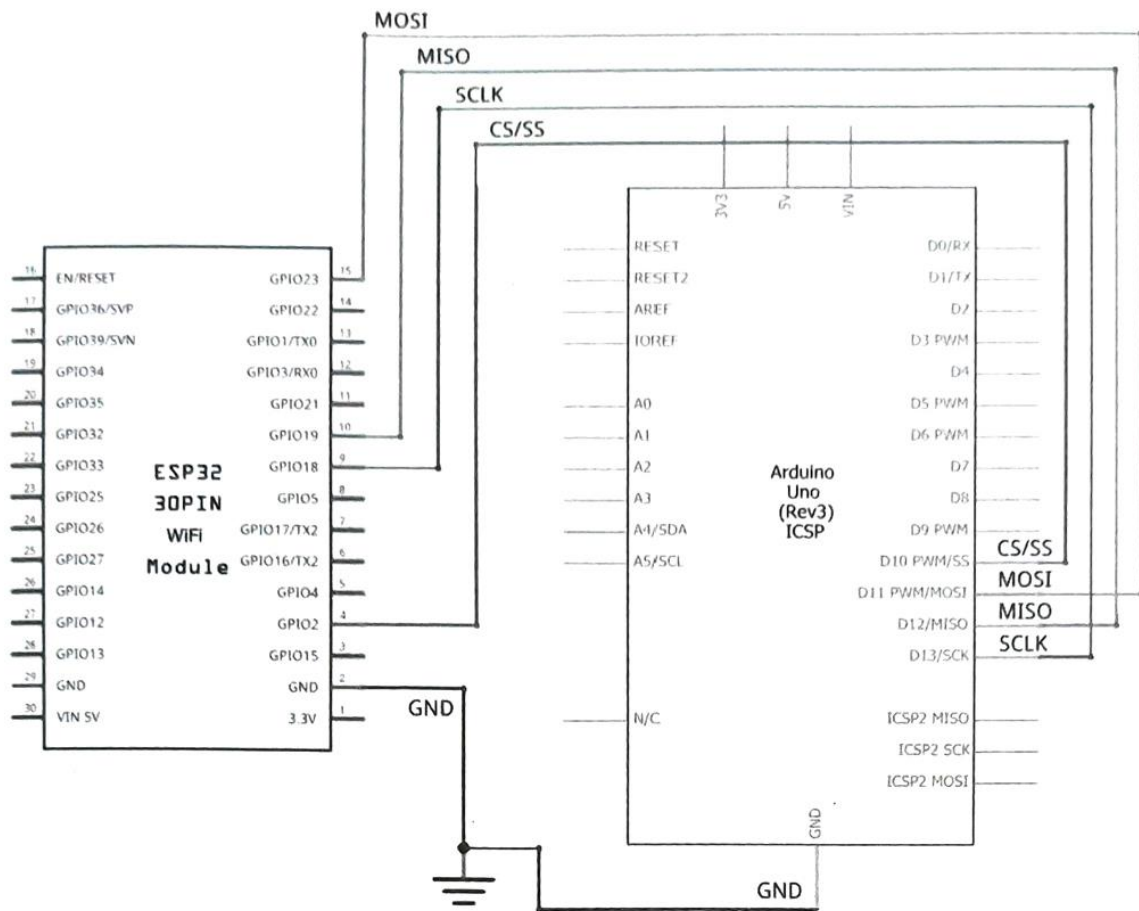 MOSI
MISO
SCLK
CS/SS
3V3
5V
VIN
16 EN/RESET
17 GPIO36/SVP
18 GPIO39/SVN
19 GPIO34
20 GPIO35
21 GPIO32
22 GPIO33
23 GPIO25
24 GPIO26
25 GPIO27
26 GPIO14
27 GPIO12
28 GPIO13
29 GND
30 VIN 5V
ESP32
30PIN
WiFi
Module
GPIO23 15
GPIO22 14
GPIO1/TX0 13
GPIO3/RX0 12
GPIO21 11
GPIO19 10
GPIO18 9
GPIO5 8
GPIO17/TX2 7
GPIO16/TX2 6
GPIO4 5
GPIO2 4
GPIO15 3
GND 2
3.3V 1
GND
RESET
RESET2
AREF
IOREF
A0
A1
A2
A3
A4/SDA
A5/SCL
N/C
Arduino
Uno
(Rev3)
ICSP
D0/RX
D1/TX
D2
D3 PWM
D4
D5 PWM
D6 PWM
D7
D8
D9 PWM
D10 PWM/SS
D11 PWM/MOSI
D12/MISO
D13/SCK
ICSP2 MISO
ICSP2 SCK
ICSP2 MOSI
CS/SS
MOSI
MISO
SCLK
GND
GND